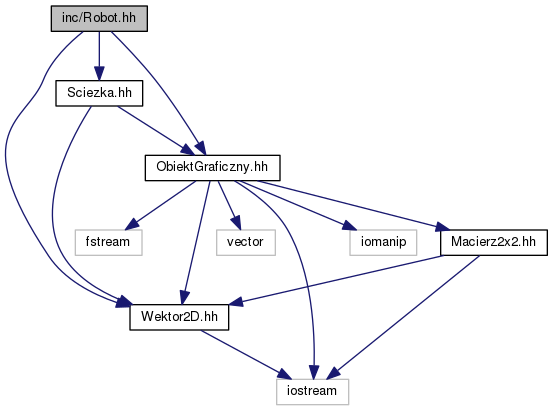 inc/Robot.hh
Sciezka.hh
ObiektGraficzny.hh
fstream
vector
iomanip
Macierz2x2.hh
Wektor2D.hh
iostream